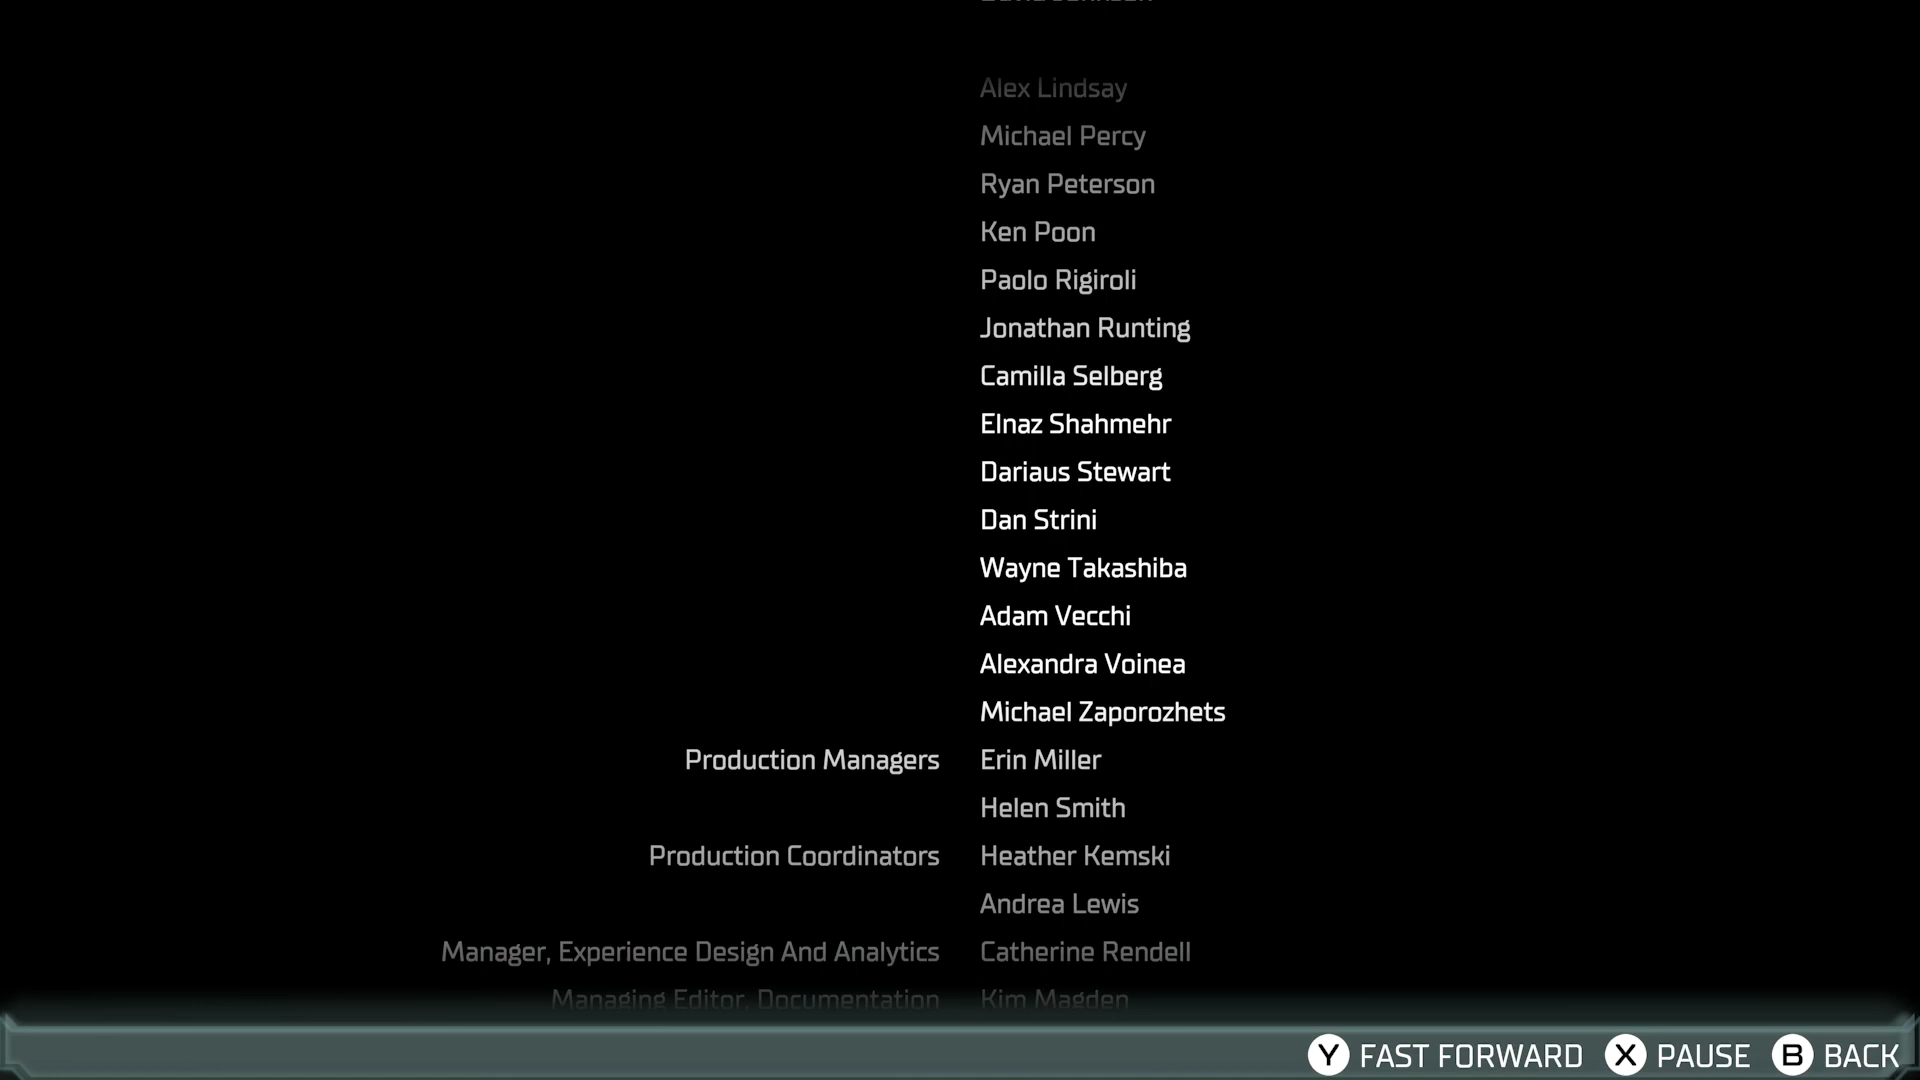 Alex Lindsay
Michael Percy
Ryan Peterson
Ken Poon
Paolo Rigiroli
Jonathan Runting
Camilla Selberg
Elnaz Shahmehr
Dariaus Stewart
Dan Strini
Wayne Takashiba
Adam Vecchi
Alexandra Voinea
Michael Zaporozhets
Production Managers Erin Miller
Helen Smith
Production Coordinators Heather Kemski
Andrea Lewis
Manager, Experience Design And Analytics Catherine Rendell
Managing Editor, Documentation Kim Magden
Y FAST FORWARD X PAUSE B BACK